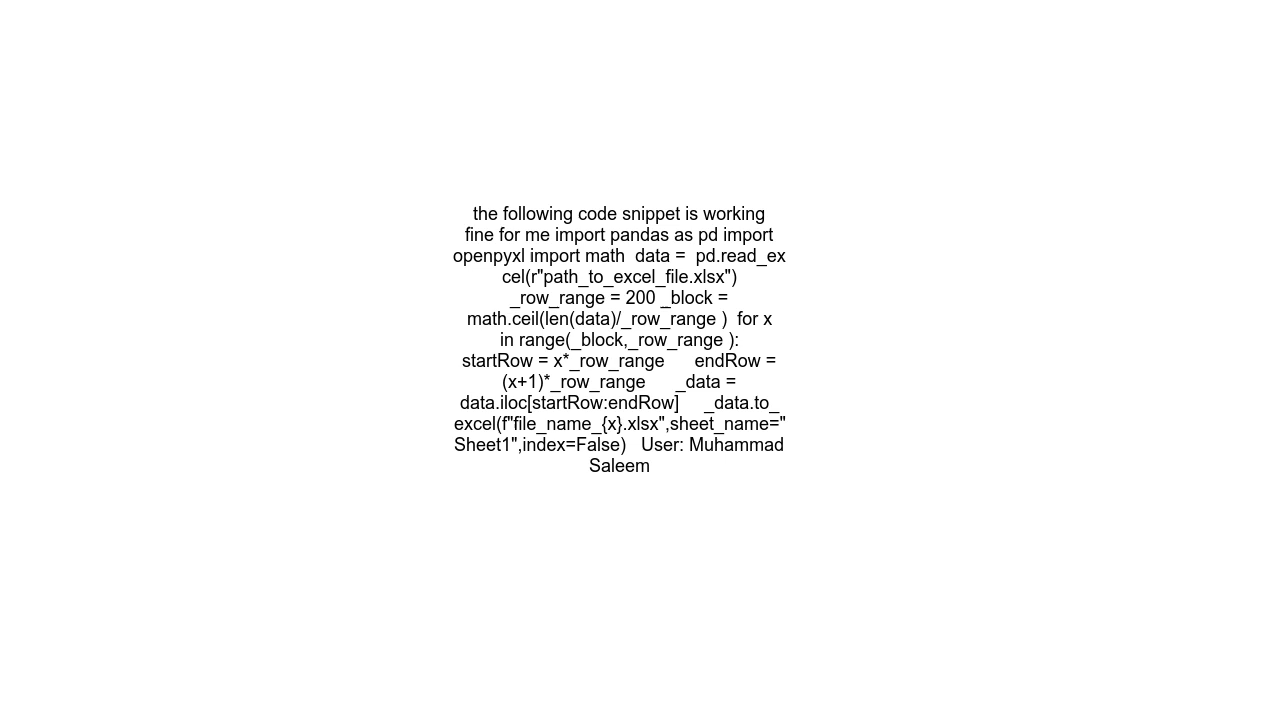 the following code snippet is working
fine for me import pandas as pd import
openpyxl import math  data =  pd.read_ex
cel(r"path_to_excel_file.xlsx")
_row_range = 200 _block =
math.ceil(len(data)/_row_range )  for x
in range(_block,_row_range ):
startRow = x*_row_range      endRow =
(x+1)*_row_range      _data =
data.iloc[startRow:endRow]     _data.to_
excel(f"file_name_{x}.xlsx",sheet_name="
Sheet1",index=False)   User: Muhammad
Saleem